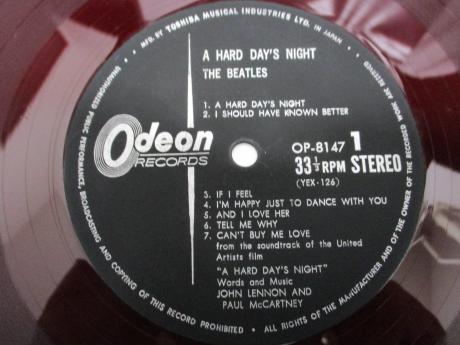 MF'D. BY TOSHIBA MUSICAL INDUSTRIES LTD. IN JAPAN
A HARD DAY'S NIGHT
THE BEATLES
1. A HARD DAY'S NIGHT
2. I SHOULD HAVE KNOWN BETTER
Odeon
RECORDS
OP-8147 1
33 1/3 RPM STEREO
(YEX-126)
3. IF I FEEL
4. I'M HAPPY JUST TO DANCE WITH YOU
5. AND I LOVE HER
6. TELL ME WHY
7. CAN'T BUY ME LOVE
from the soundtrack of the United
Artists film
"A HARD DAY'S NIGHT"
Words and Music
JOHN LENNON AND
PAUL McCARTNEY
UNAUTHORIZED PUBLIC PERFORMANCE, BROADCASTING AND COPYING OF THIS RECORD PROHIBITED • ALL RIGHTS OF THE MANUFACTURER AND OF THE OWNER OF THE RECORDED WORK ARE RESERVED